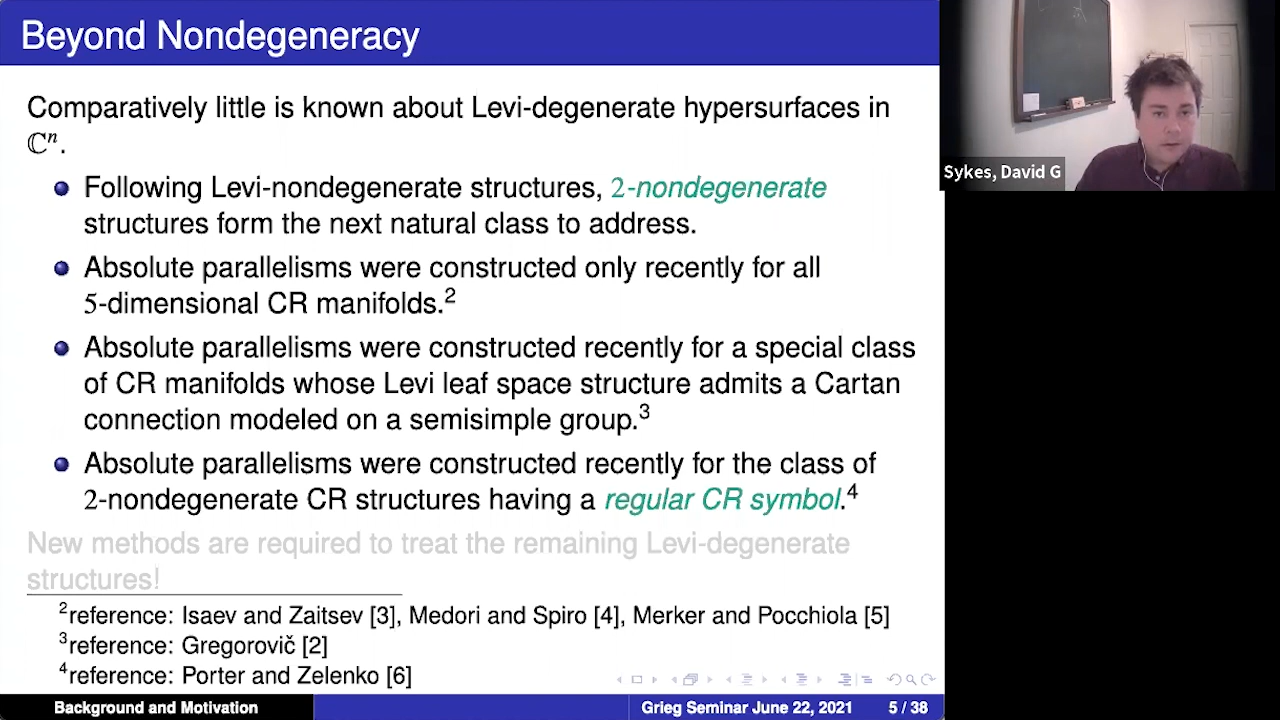 Beyond Nondegeneracy
Comparatively little is known about Levi-degenerate hypersurfaces in
ℂⁿ.
Following Levi-nondegenerate structures, 2-nondegenerate
structures form the next natural class to address.
Absolute parallelisms were constructed only recently for all
5-dimensional CR manifolds.²
Absolute parallelisms were constructed recently for a special class
of CR manifolds whose Levi leaf space structure admits a Cartan
connection modeled on a semisimple group.³
Absolute parallelisms were constructed recently for the class of
2-nondegenerate CR structures having a regular CR symbol.⁴
New methods are required to treat the remaining Levi-degenerate
structures!
²reference: Isaev and Zaitsev [3], Medori and Spiro [4], Merker and Pocchiola [5]
³reference: Gregorovič [2]
⁴reference: Porter and Zelenko [6]
Background and Motivation
Grieg Seminar June 22, 2021
5 / 38
Sykes, David G